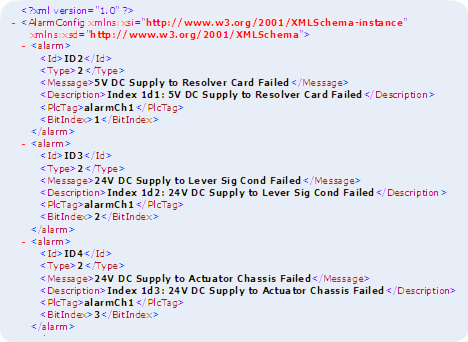 <?xml version="1.0" ?>
- <AlarmConfig xmlns:xsi="http://www.w3.org/2001/XMLSchema-instance"
xmlns:xsd="http://www.w3.org/2001/XMLSchema">
- <alarm>
<Id>ID2</Id>
<Type>2</Type>
<Message>5V DC Supply to Resolver Card Failed</Message>
<Description>Index 1d1: 5V DC Supply to Resolver Card Failed</Description>
<PlcTag>alarmCh1</PlcTag>
<BitIndex>1</BitIndex>
</alarm>
- <alarm>
<Id>ID3</Id>
<Type>2</Type>
<Message>24V DC Supply to Lever Sig Cond Failed</Message>
<Description>Index 1d2: 24V DC Supply to Lever Sig Cond Failed</Description>
<PlcTag>alarmCh1</PlcTag>
<BitIndex>2</BitIndex>
</alarm>
- <alarm>
<Id>ID4</Id>
<Type>2</Type>
<Message>24V DC Supply to Actuator Chassis Failed</Message>
<Description>Index 1d3: 24V DC Supply to Actuator Chassis Failed</Description>
<PlcTag>alarmCh1</PlcTag>
<BitIndex>3</BitIndex>
</alarm>